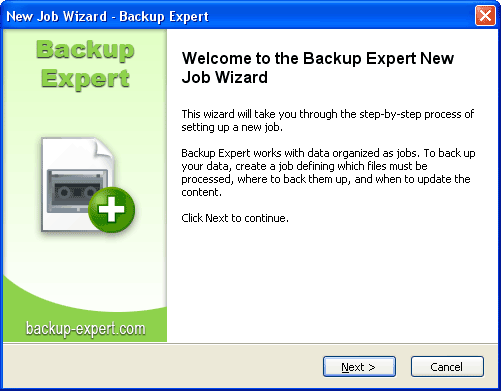 New Job Wizard - Backup Expert
Backup
Expert
Welcome to the Backup Expert New
Job Wizard
This wizard will take you through the step-by-step process of
setting up a new job.
Backup Expert works with data organized as jobs. To back up
your data, create a job defining which files must be
processed, where to back them up, and when to update the
content.
Click Next to continue.
backup-expert.com
Next >
Cancel